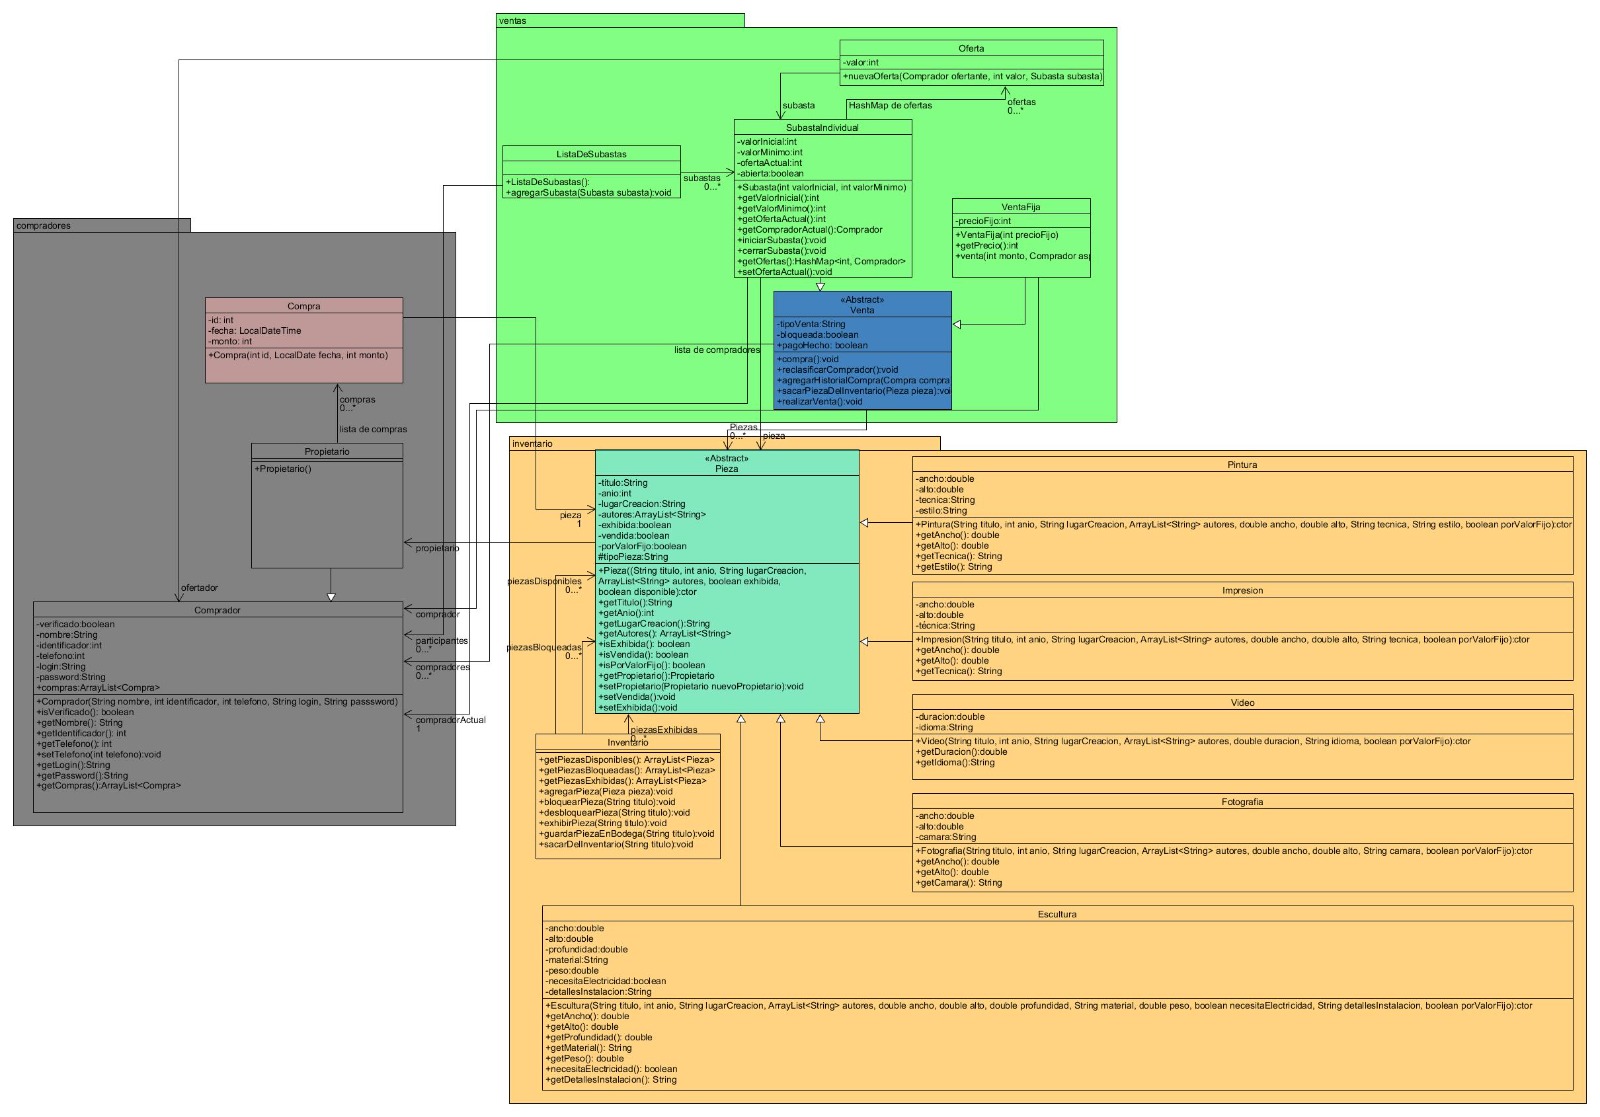 ventas
Oferta
-valor:int
+nuevaOferta(Comprador ofertante, int valor, Subasta subasta)
subasta
HashMap de ofertas
ofertas
0...*
SubastaIndividual
-valorInicial:int
-valorMinimo:int
-ofertaActual:int
-abierta:boolean
+Subasta(int valorInicial, int valorMinimo)
+getValorInicial():int
+getValorMinimo():int
+getOfertaActual():int
+getCompradorActual():Comprador
+iniciarSubasta():void
+cerrarSubasta():void
+getOfertas():HashMap<int, Comprador>
+setOfertaActual():void
ListaDeSubastas
+ListaDeSubastas():
+agregarSubasta(Subasta subasta):void
subastas
0...*
VentaFija
-precioFijo:int
+VentaFija(int precioFijo)
+getPrecio():int
+venta(int monto, Comprador as
«Abstract»
Venta
-tipoVenta:String
-bloqueada:boolean
+pagoHecho: boolean
+compra():void
+reclasificarComprador():void
+agregarHistorialCompra(Compra compra
+sacarPiezaDelInventario(Pieza pieza):voi
+realizarVenta():void
lista de compradores
compradores
Compra
-id: int
-fecha: LocalDateTime
-monto: int
+Compra(int id, LocalDate fecha, int monto)
compras
0...*
lista de compras
Propietario
+Propietario()
ofertador
Comprador
-verificado:boolean
-nombre:String
-identificador:int
-telefono:int
-login:String
-password:String
+compras:ArrayList<Compra>
+Comprador(String nombre, int identificador, int telefono, String login, String passsword)
+isVerificado(): boolean
+getNombre(): String
+getIdentificador(): int
+getTelefono(): int
+setTelefono(int telefono):void
+getLogin():String
+getPassword():String
+getCompras():ArrayList<Compra>
propietario
comprador
participantes
0...*
compradores
0...*
compradorActual
1
inventario
Piezas
0...*
pieza
pieza
1
«Abstract»
Pieza
-titulo:String
-anio:int
-lugarCreacion:String
-autores:ArrayList<String>
-exhibida:boolean
-vendida:boolean
-porValorFijo:boolean
#tipoPieza:String
+Pieza((String titulo, int anio, String lugarCreacion,
ArrayList<String> autores, boolean exhibida,
boolean disponible):ctor
+getTitulo():String
+getAnio():int
+getLugarCreacion():String
+getAutores(): ArrayList<String>
+isExhibida(): boolean
+isVendida(): boolean
+isPorValorFijo(): boolean
+getPropietario():Propietario
+setPropietario(Propietario nuevoPropietario):void
+setVendida():void
+setExhibida():void
piezasDisponibles
0...*
piezasBloqueadas
0...*
piezasExhibidas
0...*
Inventario
+getPiezasDisponibles(): ArrayList<Pieza>
+getPiezasBloqueadas(): ArrayList<Pieza>
+getPiezasExhibidas(): ArrayList<Pieza>
+agregarPieza(Pieza pieza):void
+bloquearPieza(String titulo):void
+desbloquearPieza(String titulo):void
+exhibirPieza(String titulo):void
+guardarPiezaEnBodega(String titulo):void
+sacarDelInventario(String titulo):void
Pintura
-ancho:double
-alto:double
-tecnica:String
-estilo:String
+Pintura(String titulo, int anio, String lugarCreacion, ArrayList<String> autores, double ancho, double alto, String tecnica, String estilo, boolean porValorFijo):ctor
+getAncho(): double
+getAlto(): double
+getTecnica(): String
+getEstilo(): String
Impresion
-ancho:double
-alto:double
-técnica:String
+Impresion(String titulo, int anio, String lugarCreacion, ArrayList<String> autores, double ancho, double alto, String tecnica, boolean porValorFijo):ctor
+getAncho(): double
+getAlto(): double
+getTecnica(): String
Video
-duracion:double
-idioma:String
+Video(String titulo, int anio, String lugarCreacion, ArrayList<String> autores, double duracion, String idioma, boolean porValorFijo):ctor
+getDuracion():double
+getIdioma():String
Fotografia
-ancho:double
-alto:double
-camara:String
+Fotografia(String titulo, int anio, String lugarCreacion, ArrayList<String> autores, double ancho, double alto, String camara, boolean porValorFijo):ctor
+getAncho(): double
+getAlto(): double
+getCamara(): String
Escultura
-ancho:double
-alto:double
-profundidad:double
-material:String
-peso:double
-necesitaElectricidad:boolean
-detallesInstalacion:String
+Escultura(String titulo, int anio, String lugarCreacion, ArrayList<String> autores, double ancho, double alto, double profundidad, String material, double peso, boolean necesitaElectricidad, String detallesInstalacion, boolean porValorFijo):ctor
+getAncho(): double
+getAlto(): double
+getProfundidad(): double
+getMaterial(): String
+getPeso(): double
+necesitaElectricidad(): boolean
+getDetallesInstalacion(): String